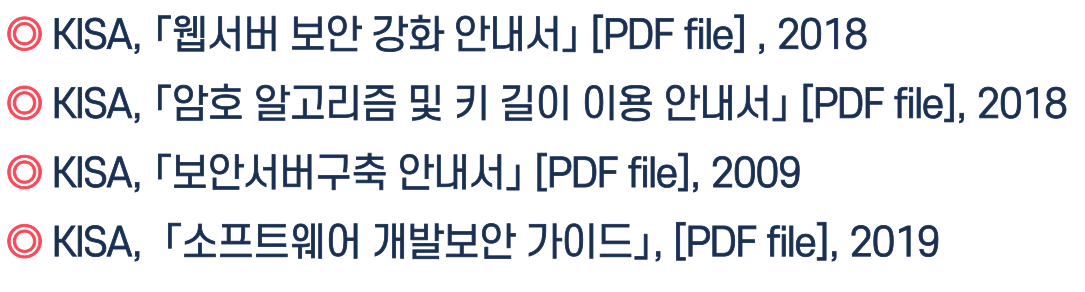 ◎ KISA, 「웹서버 보안 강화 안내서」 [PDF file] , 2018
◎ KISA, 「암호 알고리즘 및 키 길이 이용 안내서」 [PDF file], 2018
◎ KISA, 「보안서버구축 안내서」 [PDF file], 2009
◎ KISA, 「소프트웨어 개발보안 가이드」, [PDF file], 2019